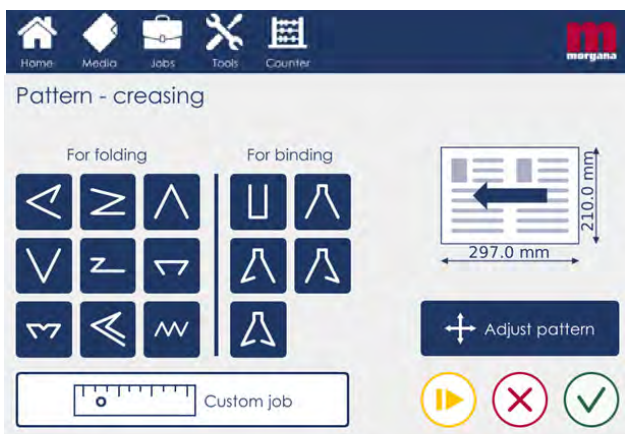 Home Media Jobs Tools Counter
morgana
Pattern - creasing
For folding For binding
210.0 mm
297.0 mm
Adjust pattern
Custom job